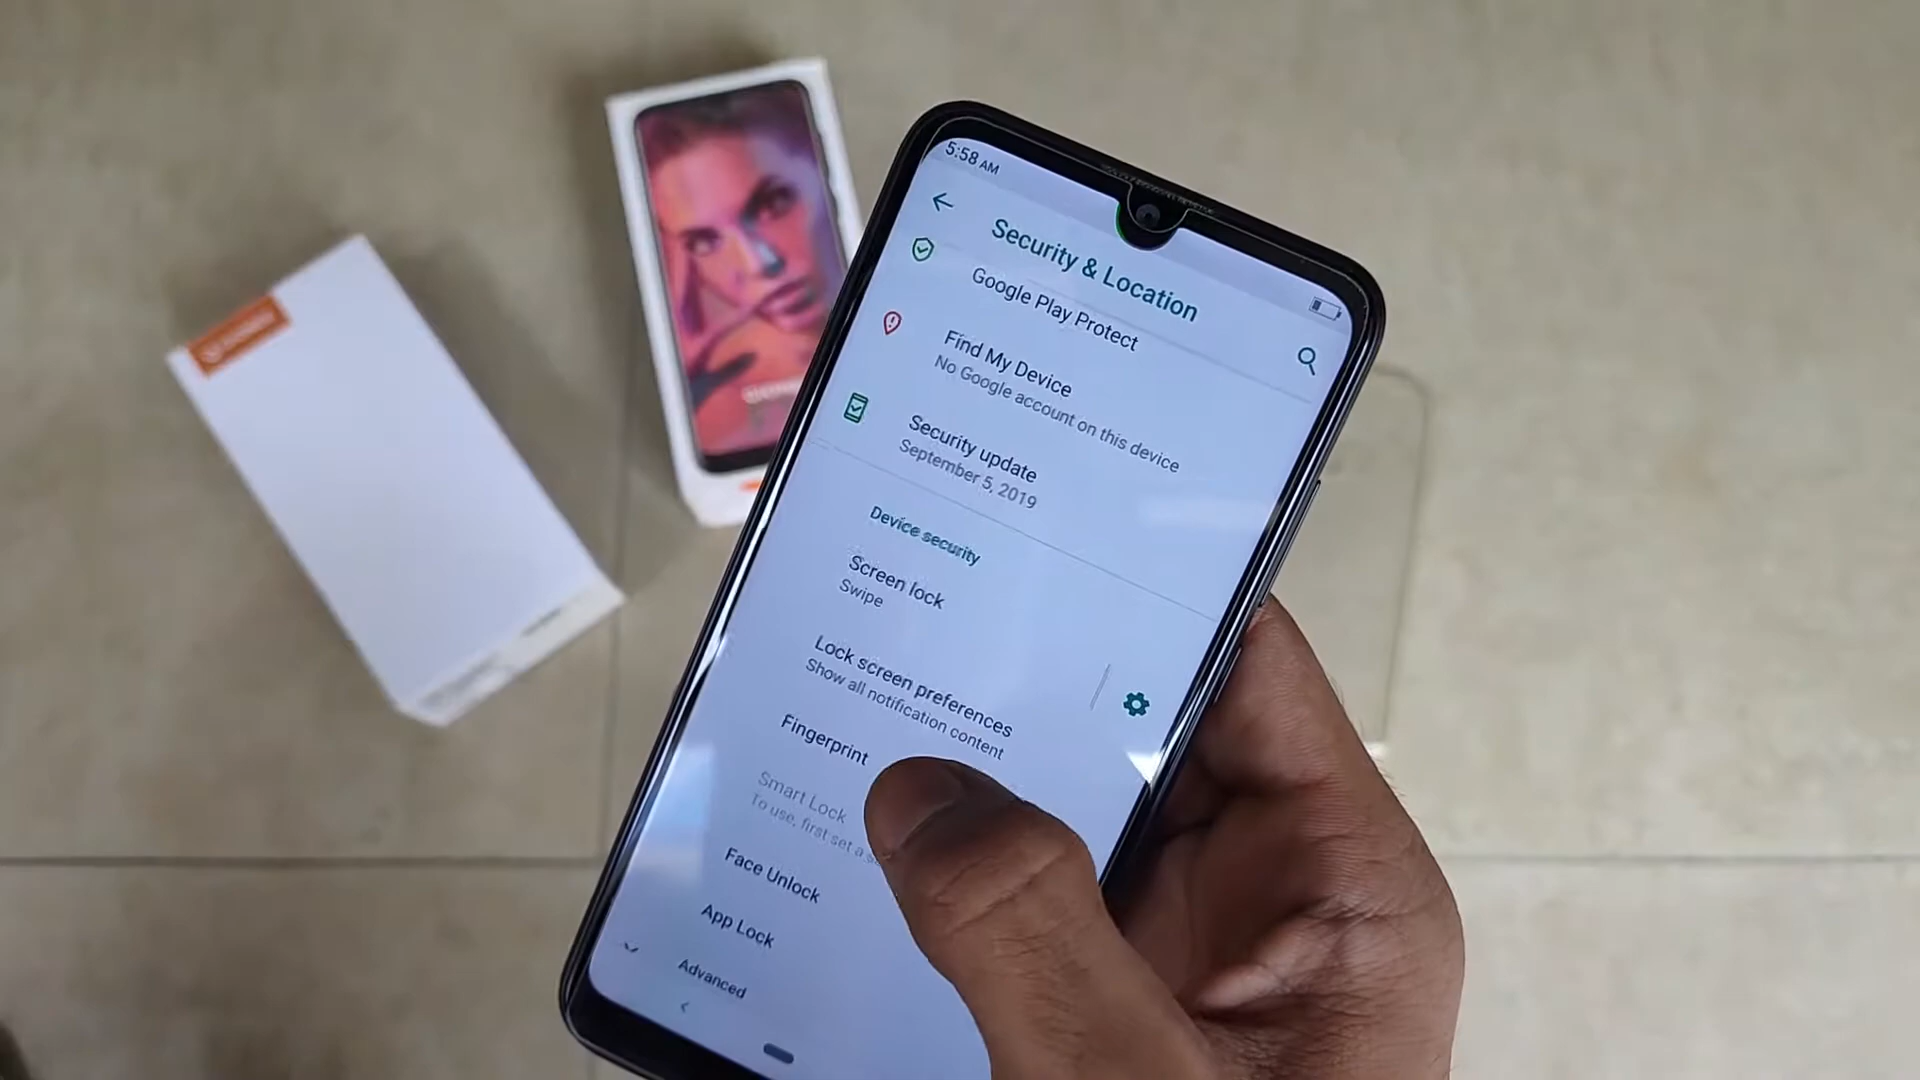 5:58 AM
Security & Location
Google Play Protect
Find My Device
No Google account on this device
Security update
September 5, 2019
Device security
Screen lock
Swipe
Lock screen preferences
Show all notification content
Fingerprint
Smart Lock
To use, first set a
Face Unlock
App Lock
Advanced